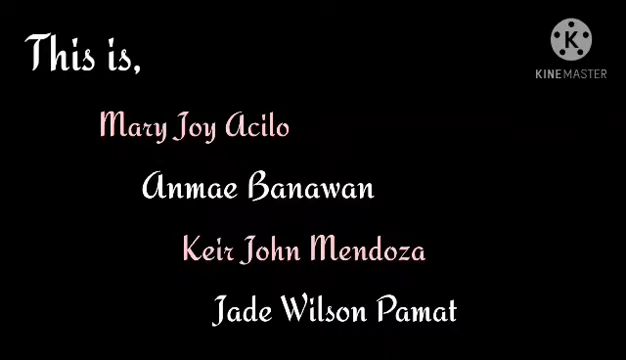 This is,
KINEMASTER
Mary Joy Acilo
Anmae Banawan
Keir John Mendoza
Jade Wilson Pamat